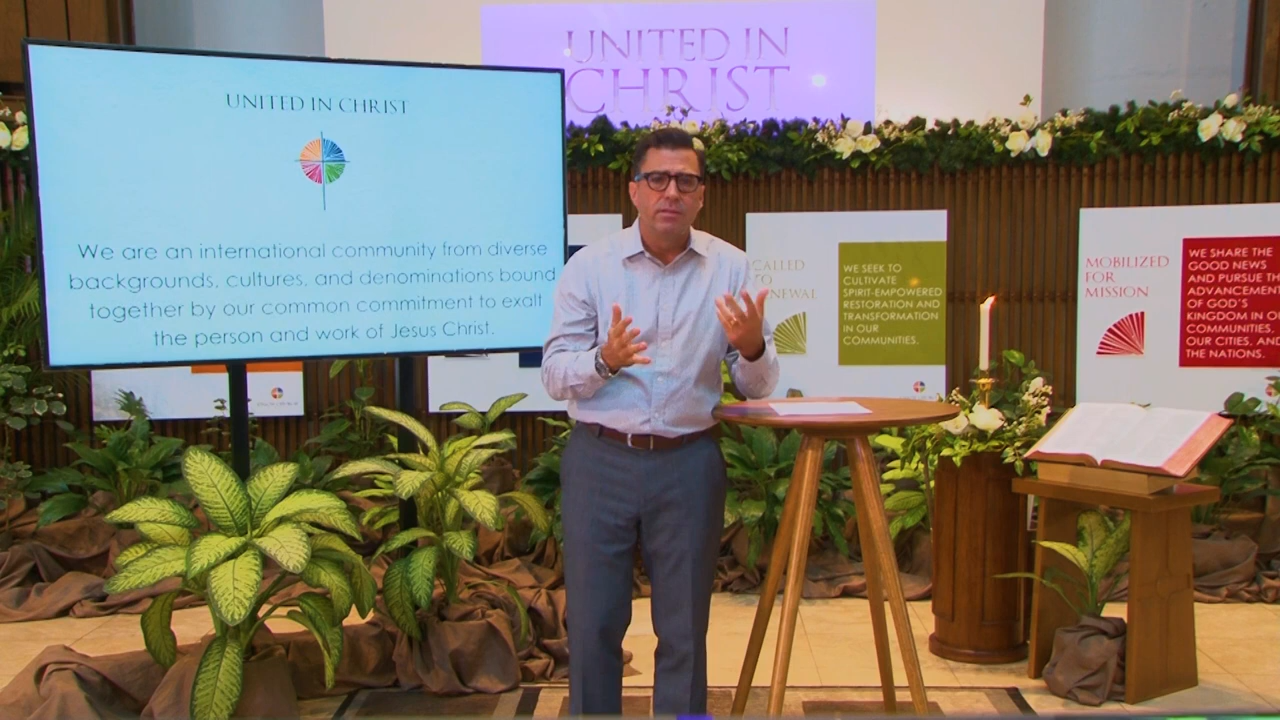 UNITED IN
CHRIST
UNITED IN CHRIST
We are an international community from diverse
backgrounds, cultures, and denominations bound
together by our common commitment to exalt
the person and work of Jesus Christ.
CALLED
TO
RENEWAL
WE SEEK TO
CULTIVATE
SPIRIT-EMPOWERED
RESTORATION AND
TRANSFORMATION
IN OUR
COMMUNITIES.
MOBILIZED
FOR
MISSION
WE SHARE THE
GOOD NEWS
AND PURSUE THE
ADVANCEMENT
OF GOD'S
KINGDOM IN OUR
COMMUNITIES,
OUR CITIES, AND
THE NATIONS.